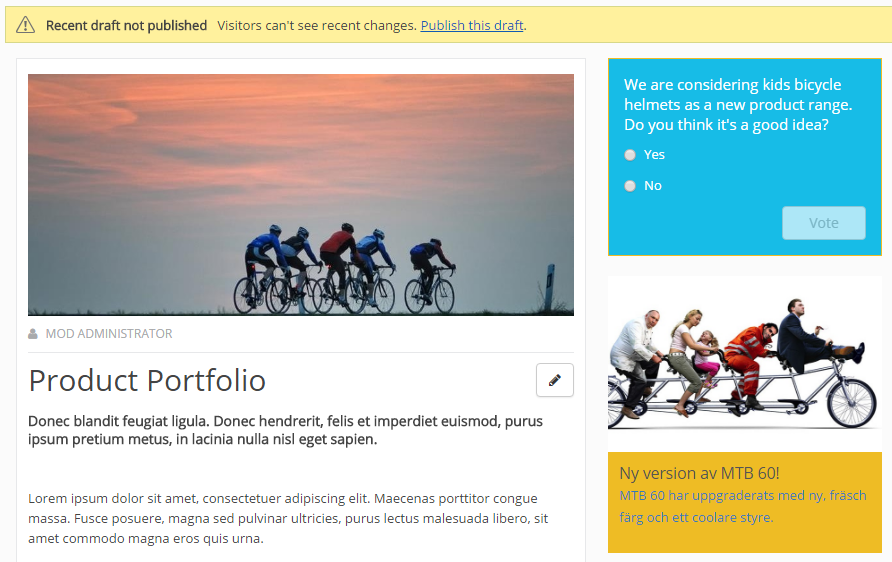 Recent draft not published Visitors can't see recent changes. Publish this draft.
MOD ADMINISTRATOR
Product Portfolio
Donec blandit feugiat ligula. Donec hendrerit, felis et imperdiet euismod, purus
ipsum pretium metus, in lacinia nulla nisl eget sapien.
Lorem ipsum dolor sit amet, consectetuer adipiscing elit. Maecenas porttitor congue
massa. Fusce posuere, magna sed pulvinar ultricies, purus lectus malesuada libero, sit
amet commodo magna eros quis urna.
We are considering kids bicycle
helmets as a new product range.
Do you think it's a good idea?
Yes
No
Vote
Ny version av MTB 60!
MTB 60 har uppgraderats med ny, fräsch
färg och ett coolare styre.